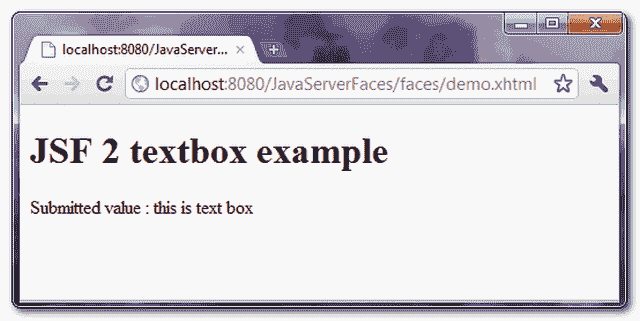 localhost:8080/JavaServer...
localhost:8080/JavaServerFaces/faces/demo.xhtml
JSF 2 textbox example
Submitted value : this is text box